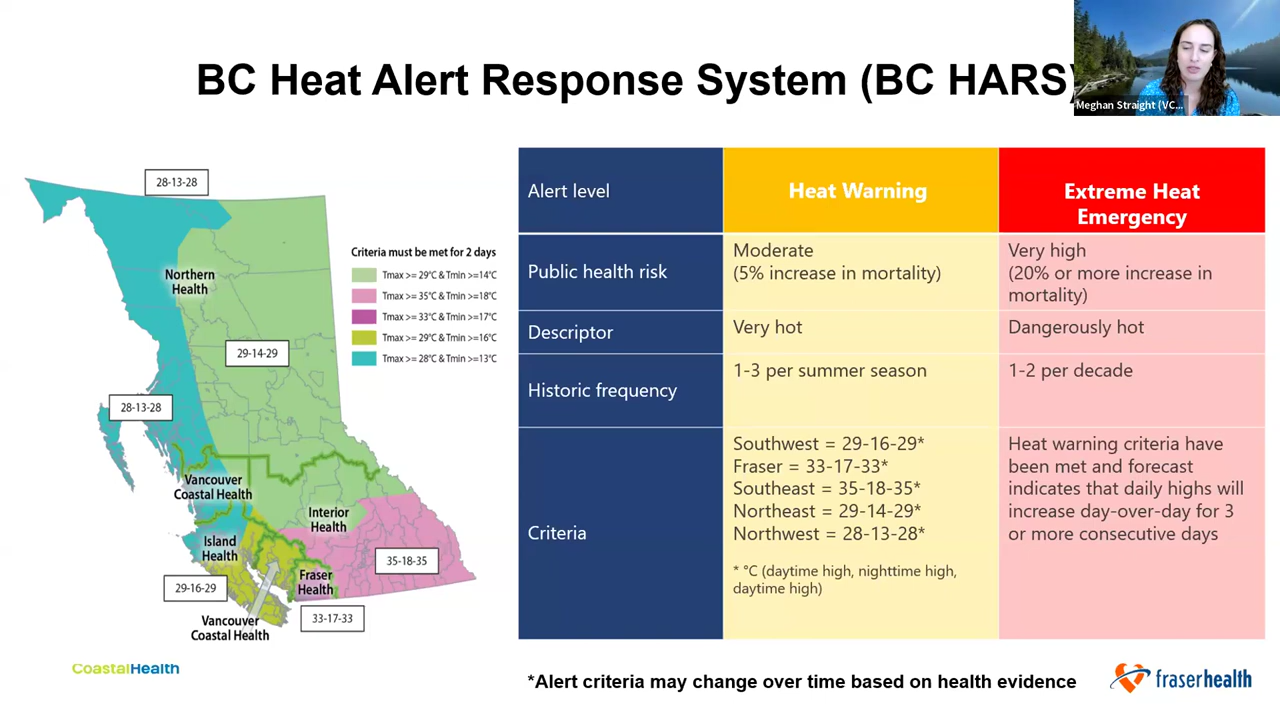 BC Heat Alert Response System (BC HARS)
Meghan Straight (VC...
28-13-28
Northern
Health
29-14-29
28-13-28
Vancouver
Coastal Health
Interior
Health
Island
Health
35-18-35
Fraser
Health
29-16-29
33-17-33
Vancouver
Coastal Health
Criteria must be met for 2 days
Tmax >= 29°C & Tmin >=14°C
Tmax >= 35°C & Tmin >=18°C
Tmax >= 33°C & Tmin >=17°C
Tmax >= 29°C & Tmin >=16°C
Tmax >= 28°C & Tmin >=13°C
Alert level
Heat Warning
Extreme Heat
Emergency
Public health risk
Moderate
(5% increase in mortality)
Very high
(20% or more increase in
mortality)
Descriptor
Very hot
Dangerously hot
Historic frequency
1-3 per summer season
1-2 per decade
Criteria
Southwest = 29-16-29*
Fraser = 33-17-33*
Southeast = 35-18-35*
Northeast = 29-14-29*
Northwest = 28-13-28*
* °C (daytime high, nighttime high,
daytime high)
Heat warning criteria have
been met and forecast
indicates that daily highs will
increase day-over-day for 3
or more consecutive days
CoastalHealth
*Alert criteria may change over time based on health evidence
fraserhealth